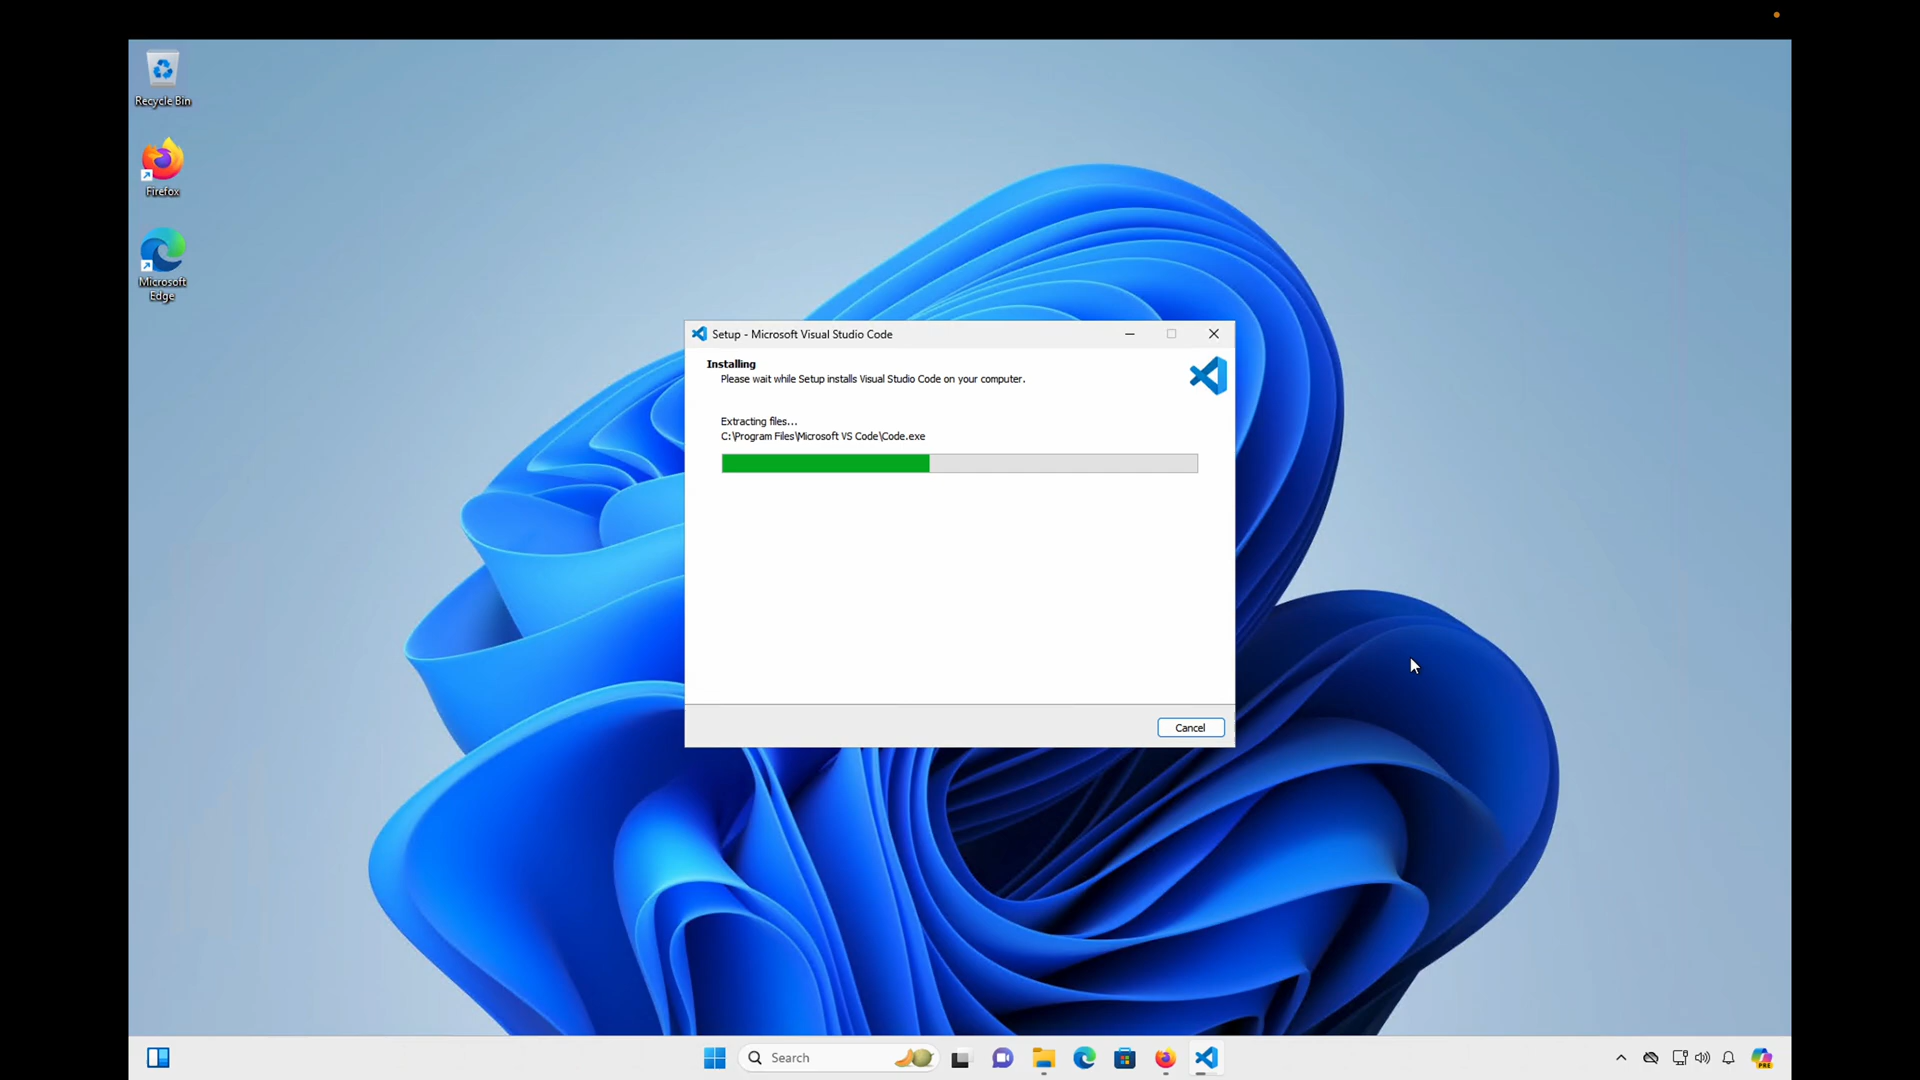 Recycle Bin
Firefox
Microsoft
Edge
Setup - Microsoft Visual Studio Code
Installing
Please wait while Setup installs Visual Studio Code on your computer.
Extracting files...
C:\Program Files\Microsoft VS Code\Code.exe
Cancel
Search
PRE